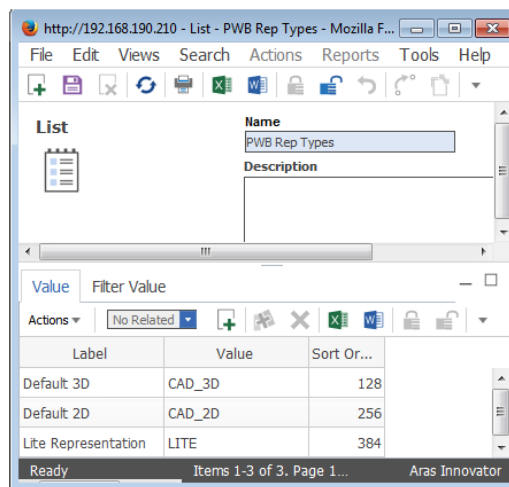 http://192.168.190.210 - List - PWB Rep Types - Mozilla F...
File Edit Views Search Actions Reports Tools Help
List
Name
PWB Rep Types
Description
Value Filter Value
Actions No Related
Label Value Sort Or...
Default 3D CAD_3D 128
Default 2D CAD_2D 256
Lite Representation LITE 384
Ready Items 1-3 of 3. Page 1... Aras Innovator